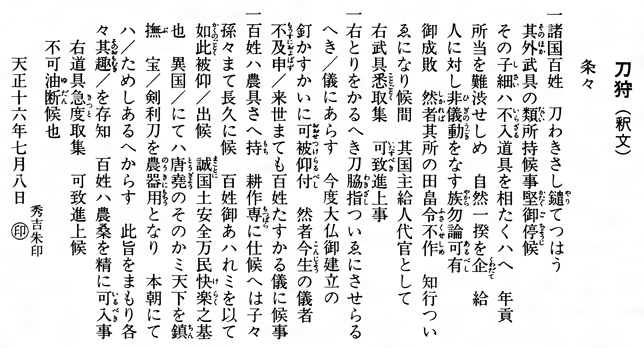 刀狩（釈文）
条々
一諸国百姓　刀わきさし鑓てつはう
其外武具の類所持候事堅御停候
その子細ハ不入道具を相たくハへ　年貢
所当を難渋せしめ　自然一揆を企　給
人に対し非儀動をなす族勿論可有
御成敗　然者其所の田畠令不作　知行つい
ゑになり候間　其国主給人代官として
右武具悉取集　可致進上事
一右とりをかるへき刀脇指ついゑにさせらる
へき／儀にあらす　今度大仏御建立の
釘かすかいに可被仰付　然者今生の儀者
不及申／来世まても百姓たすかる儀に候事
一百姓ハ農具さへ持　耕作専に仕候へは子々
孫々まて長久に候　百姓御あハれミを以て
如此被仰／出候　誠国土安全万民快楽之基
也　異国／にてハ唐堯のそのかミ天下を鎮
撫　宝／剣利刀を農器用となり　本朝にて
ハ／ためしあるへからす　此旨をまもり各
々其趣／を存知　百姓ハ農桑を精に可入事
右道具急度取集　可致進上候
不可油断候也
秀吉朱印
天正十六年七月八日　㊞